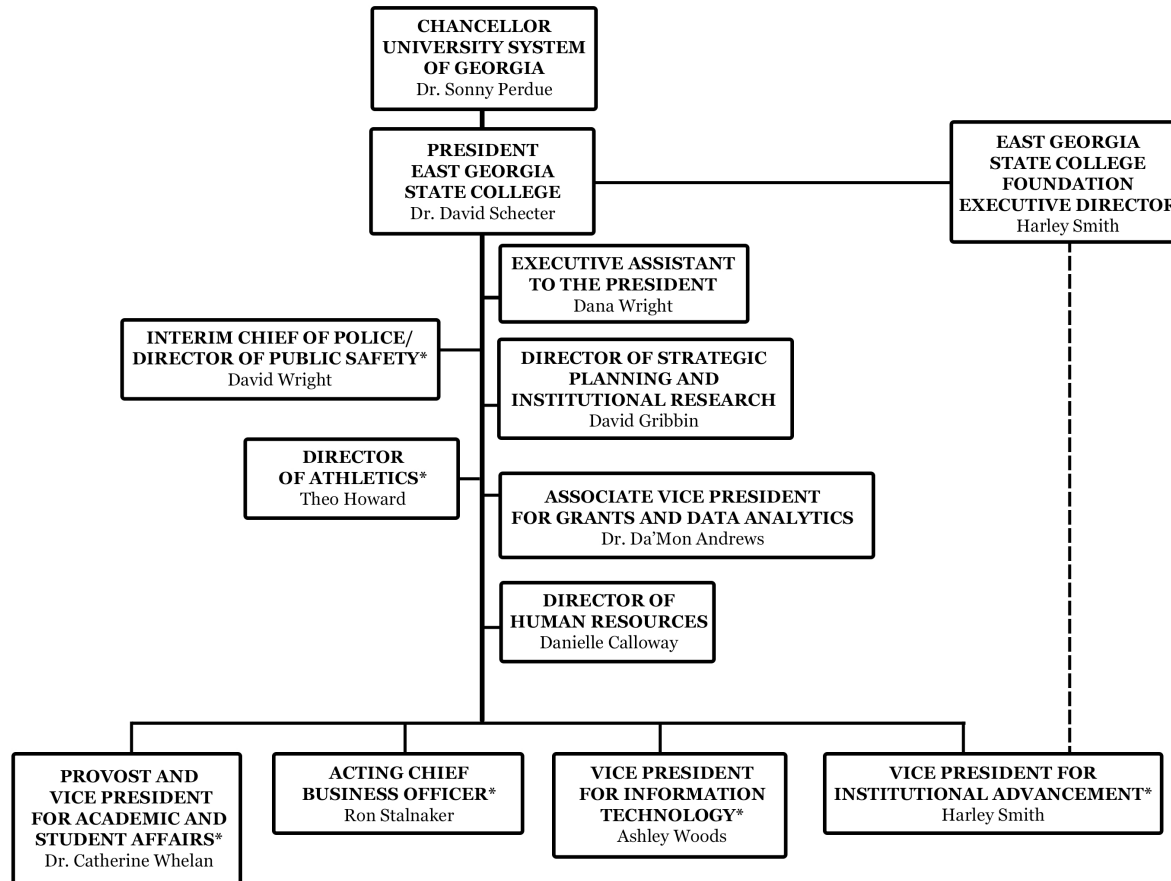 CHANCELLOR
UNIVERSITY SYSTEM
OF GEORGIA
Dr. Sonny Perdue
PRESIDENT
EAST GEORGIA
STATE COLLEGE
Dr. David Schecter
EAST GEORGIA
STATE COLLEGE
FOUNDATION
EXECUTIVE DIRECTOR
Harley Smith
EXECUTIVE ASSISTANT
TO THE PRESIDENT
Dana Wright
INTERIM CHIEF OF POLICE/
DIRECTOR OF PUBLIC SAFETY*
David Wright
DIRECTOR OF STRATEGIC
PLANNING AND
INSTITUTIONAL RESEARCH
David Gribbin
DIRECTOR
OF ATHLETICS*
Theo Howard
ASSOCIATE VICE PRESIDENT
FOR GRANTS AND DATA ANALYTICS
Dr. Da’Mon Andrews
DIRECTOR OF
HUMAN RESOURCES
Danielle Calloway
PROVOST AND
VICE PRESIDENT
FOR ACADEMIC AND
STUDENT AFFAIRS*
Dr. Catherine Whelan
ACTING CHIEF
BUSINESS OFFICER*
Ron Stalnaker
VICE PRESIDENT
FOR INFORMATION
TECHNOLOGY*
Ashley Woods
VICE PRESIDENT FOR
INSTITUTIONAL ADVANCEMENT*
Harley Smith